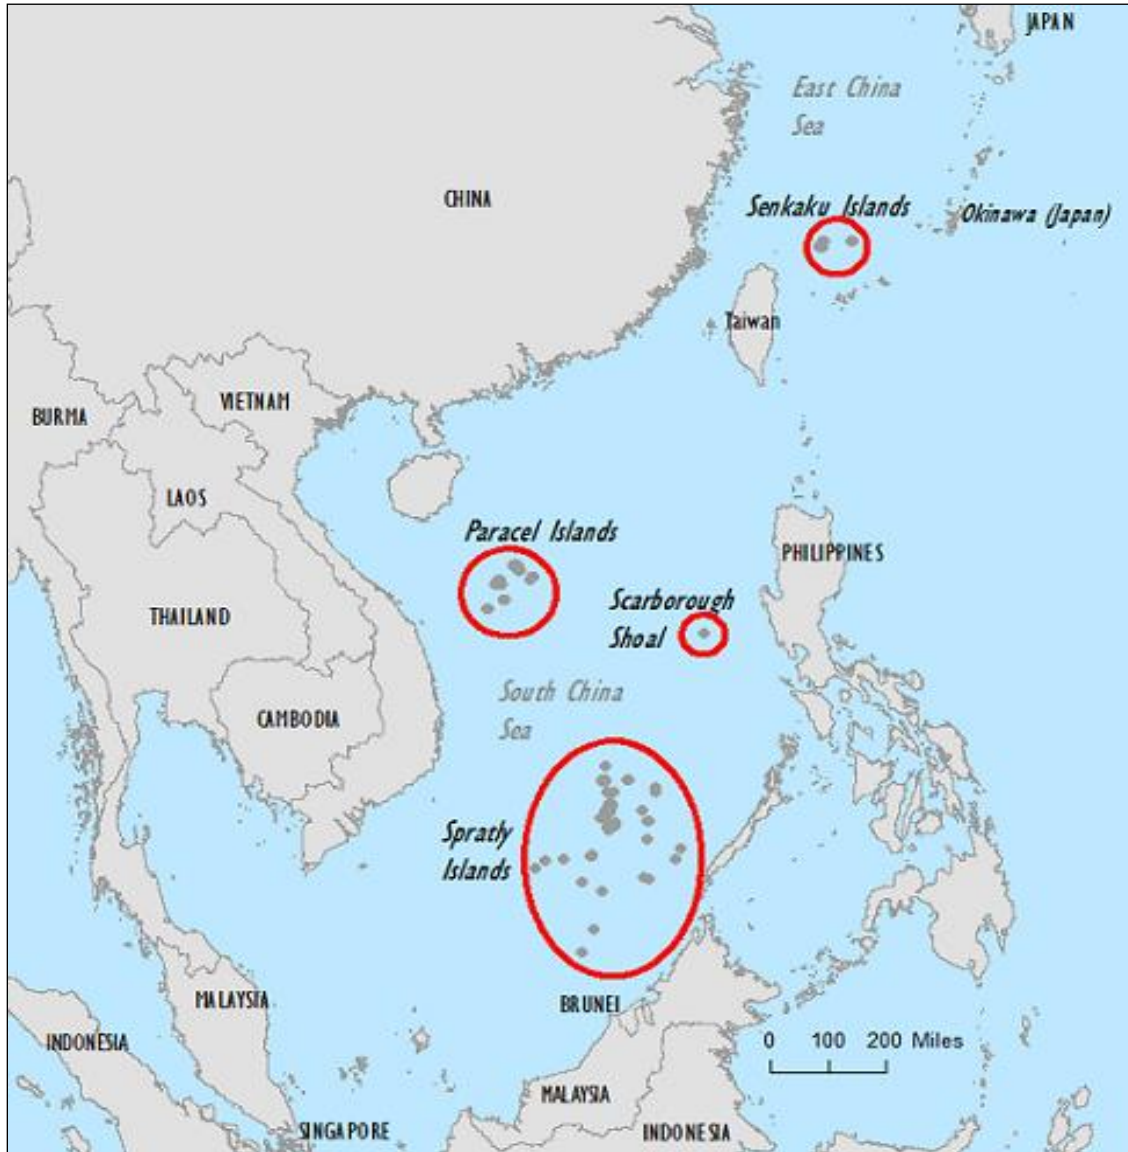 JAPAN
East China
Sea
CHINA
Senkaku Islands
Okinawa (Japan)
Taiwan
VIETNAM
BURMA
LAOS
Paracel Islands
PHILIPPINES
Scarborough
Shoal
THAILAND
South China
Sea
CAMBODIA
Spratly
Islands
MALAYSIA
BRUNEI
INDONESIA
0 100 200 Miles
MALAYSIA
SINGAPORE
INDONESIA